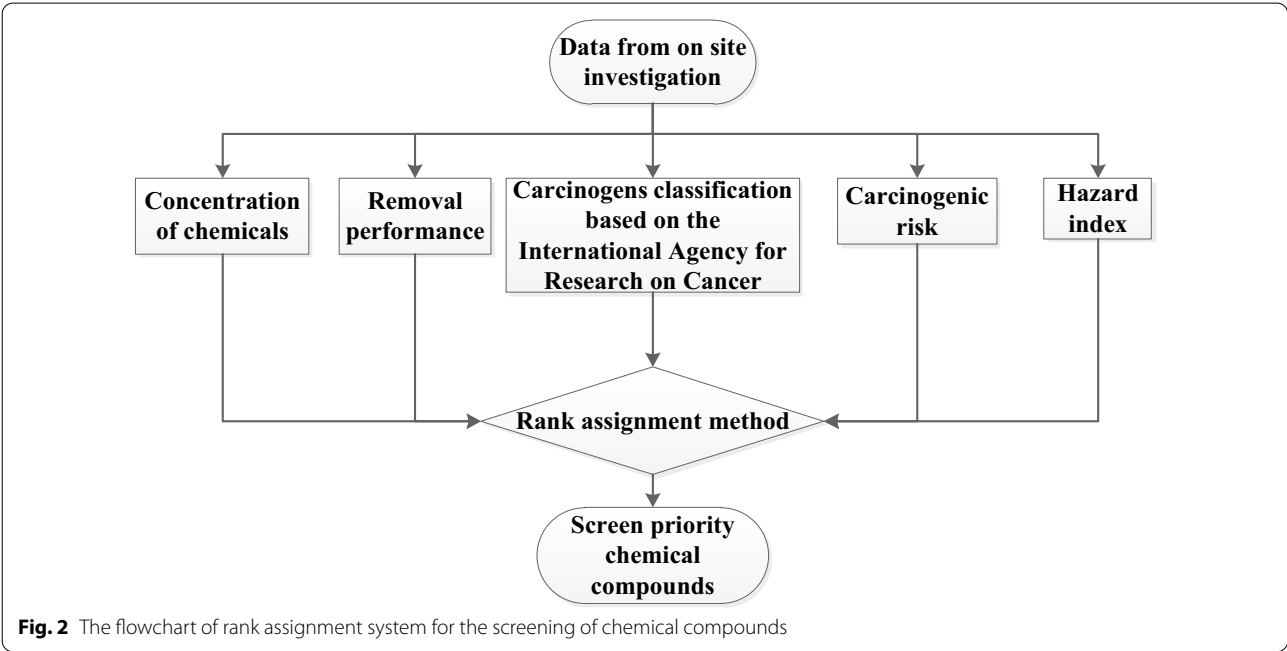 Data from on site
investigation
Concentration
of chemicals
Removal
performance
Carcinogens classification
based on the
International Agency for
Research on Cancer
Carcinogenic
risk
Hazard
index
Rank assignment method
Screen priority
chemical
compounds
Fig. 2 The flowchart of rank assignment system for the screening of chemical compounds